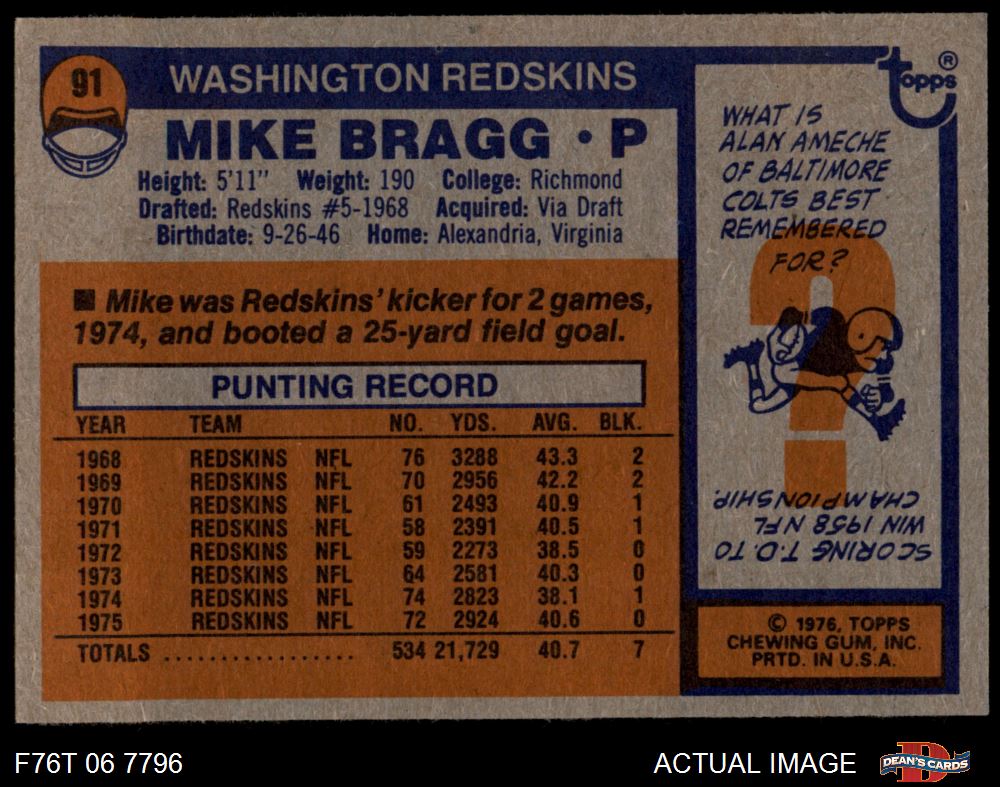 91
WASHINGTON REDSKINS
MIKE BRAGG • P
Height: 5'11" Weight: 190 College: Richmond
Drafted: Redskins #5-1968 Acquired: Via Draft
Birthdate: 9-26-46 Home: Alexandria, Virginia
■ Mike was Redskins' kicker for 2 games,
1974, and booted a 25-yard field goal.
PUNTING RECORD
YEAR TEAM NO. YDS. AVG. BLK.
1968 REDSKINS NFL 76 3288 43.3 2
1969 REDSKINS NFL 70 2956 42.2 2
1970 REDSKINS NFL 61 2493 40.9 1
1971 REDSKINS NFL 58 2391 40.5 1
1972 REDSKINS NFL 59 2273 38.5 0
1973 REDSKINS NFL 64 2581 40.3 0
1974 REDSKINS NFL 74 2823 38.1 1
1975 REDSKINS NFL 72 2924 40.6 0
TOTALS .................. 534 21,729 40.7 7
topps®
WHAT IS
ALAN AMECHE
OF BALTIMORE
COLTS BEST
REMEMBERED
FOR?
?
SCORING T.D. TO
WIN 1958 NFL
CHAMPIONSHIP.
© 1976, TOPPS
CHEWING GUM, INC.
PRTD. IN U.S.A.
F76T 06 7796
ACTUAL IMAGE
D
DEAN'S CARDS